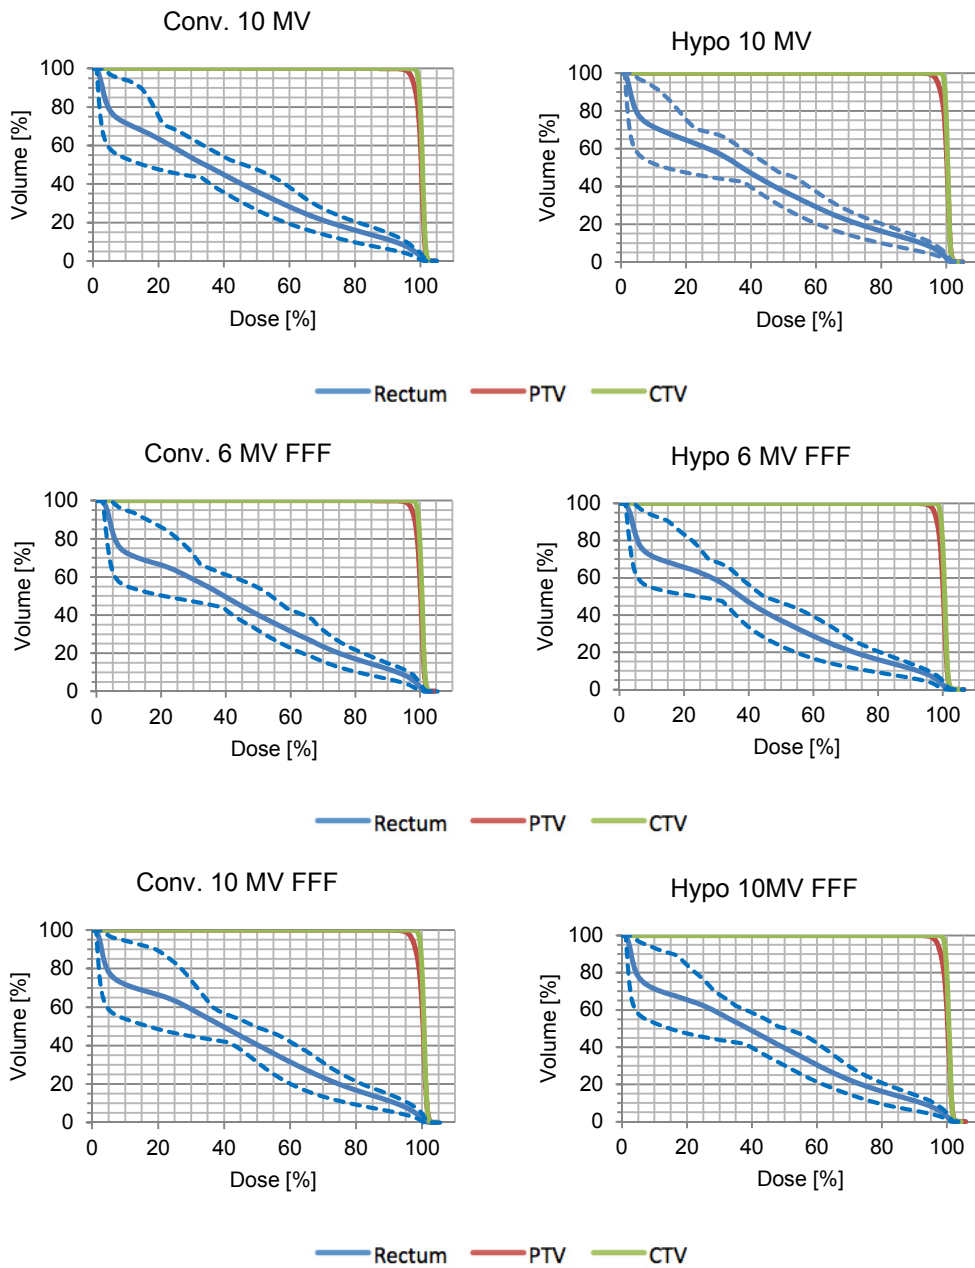 Conv. 10 MV
Volume [%]
100
80
60
40
20
0
0 20 40 60 80 100
Dose [%]
Hypo 10 MV
Volume [%]
100
80
60
40
20
0
0 20 40 60 80 100
Dose [%]
Rectum PTV CTV
Conv. 6 MV FFF
Volume [%]
100
80
60
40
20
0
0 20 40 60 80 100
Dose [%]
Hypo 6 MV FFF
Volume [%]
100
80
60
40
20
0
0 20 40 60 80 100
Dose [%]
Rectum PTV CTV
Conv. 10 MV FFF
Volume [%]
100
80
60
40
20
0
0 20 40 60 80 100
Dose [%]
Hypo 10MV FFF
Volume [%]
100
80
60
40
20
0
0 20 40 60 80 100
Dose [%]
Rectum PTV CTV